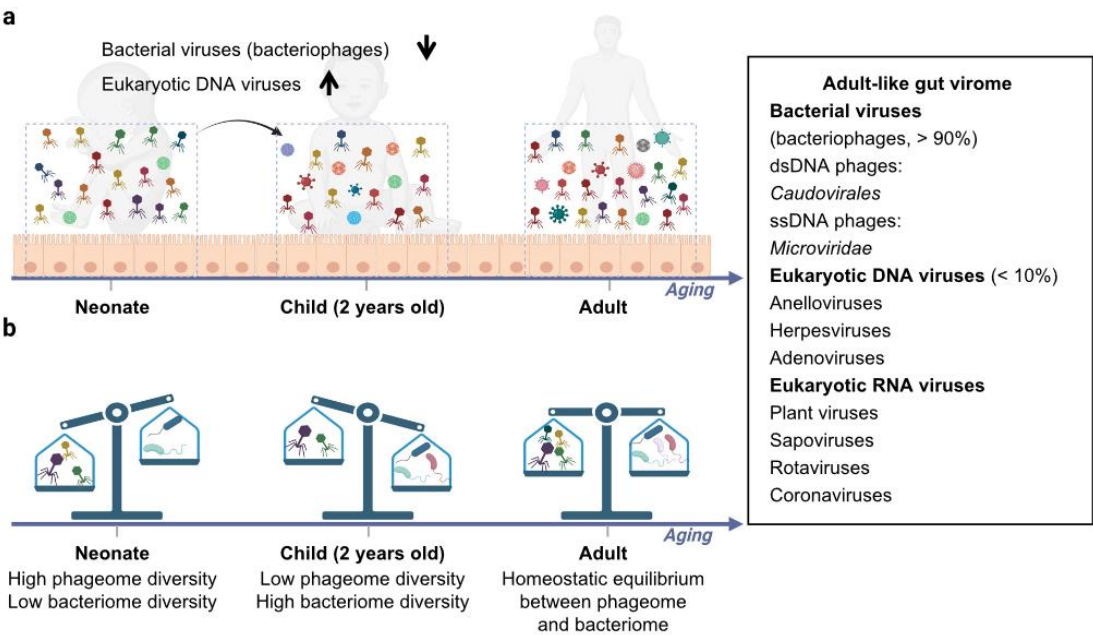 a
Bacterial viruses (bacteriophages)
Eukaryotic DNA viruses
Aging
Neonate
Child (2 years old)
Adult
Adult-like gut virome
Bacterial viruses
(bacteriophages, > 90%)
dsDNA phages:
Caudovirales
ssDNA phages:
Microviridae
Eukaryotic DNA viruses (< 10%)
Anelloviruses
Herpesviruses
Adenoviruses
Eukaryotic RNA viruses
Plant viruses
Sapoviruses
Rotaviruses
Coronaviruses
b
Aging
Neonate
High phageome diversity
Low bacteriome diversity
Child (2 years old)
Low phageome diversity
High bacteriome diversity
Adult
Homeostatic equilibrium
between phageome
and bacteriome